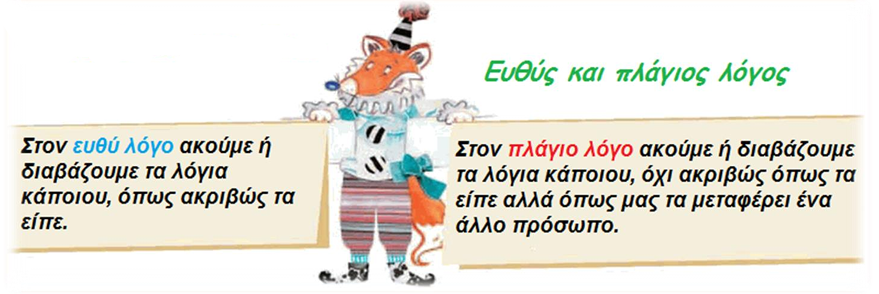 Ευθύς και πλάγιος λόγος
Στον ευθύ λόγο ακούμε ή
διαβάζουμε τα λόγια
κάποιου, όπως ακριβώς τα
είπε.
Στον πλάγιο λόγο ακούμε ή διαβάζουμε
τα λόγια κάποιου, όχι ακριβώς όπως τα
είπε αλλά όπως μας τα μεταφέρει ένα
άλλο πρόσωπο.